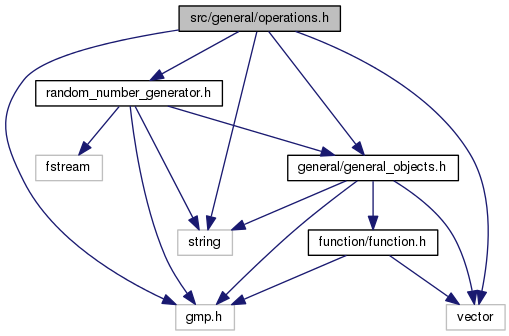 src/general/operations.h
random_number_generator.h
fstream
general/general_objects.h
string
function/function.h
gmp.h
vector